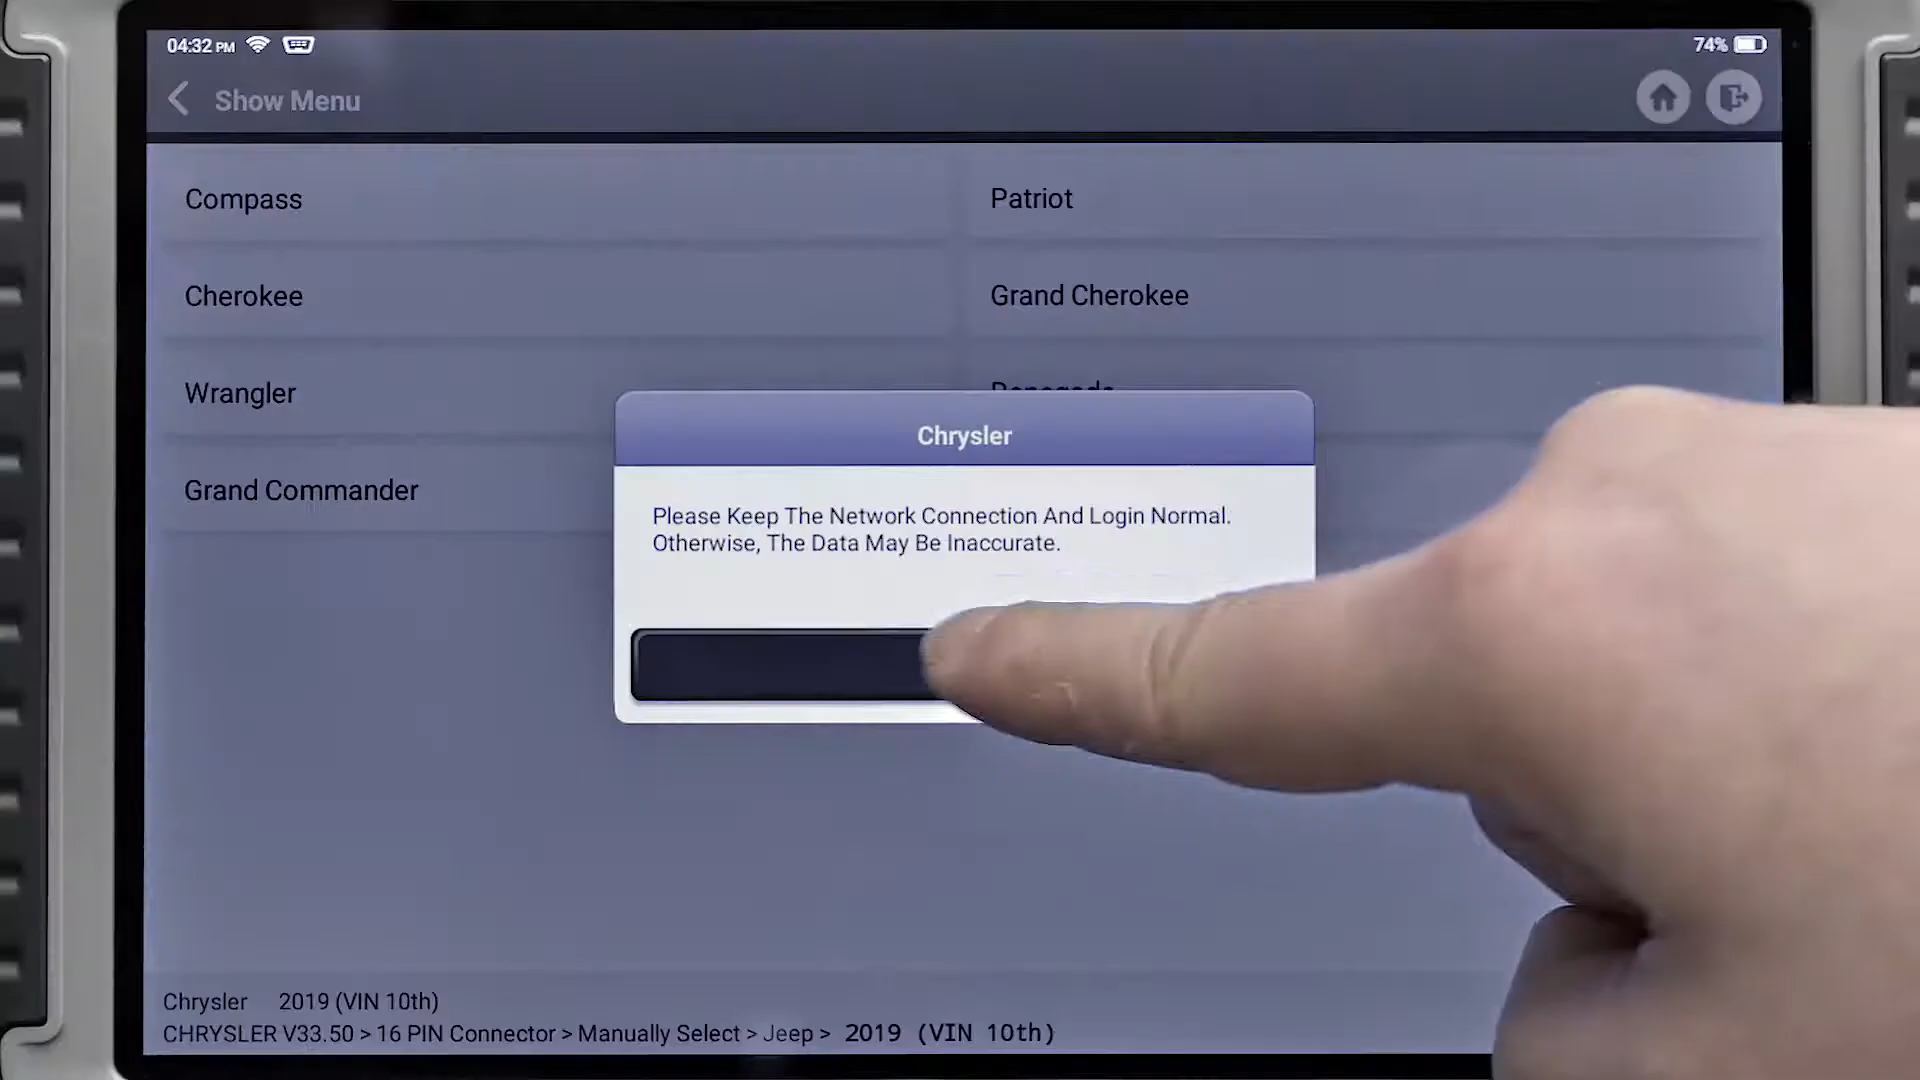 04:32 PM
74%
Show Menu
Compass
Patriot
Cherokee
Grand Cherokee
Wrangler
Renegade
Grand Commander
Chrysler
Please Keep The Network Connection And Login Normal.
Otherwise, The Data May Be Inaccurate.
Chrysler 2019 (VIN 10th)
CHRYSLER V33.50 > 16 PIN Connector > Manually Select > Jeep > 2019 (VIN 10th)